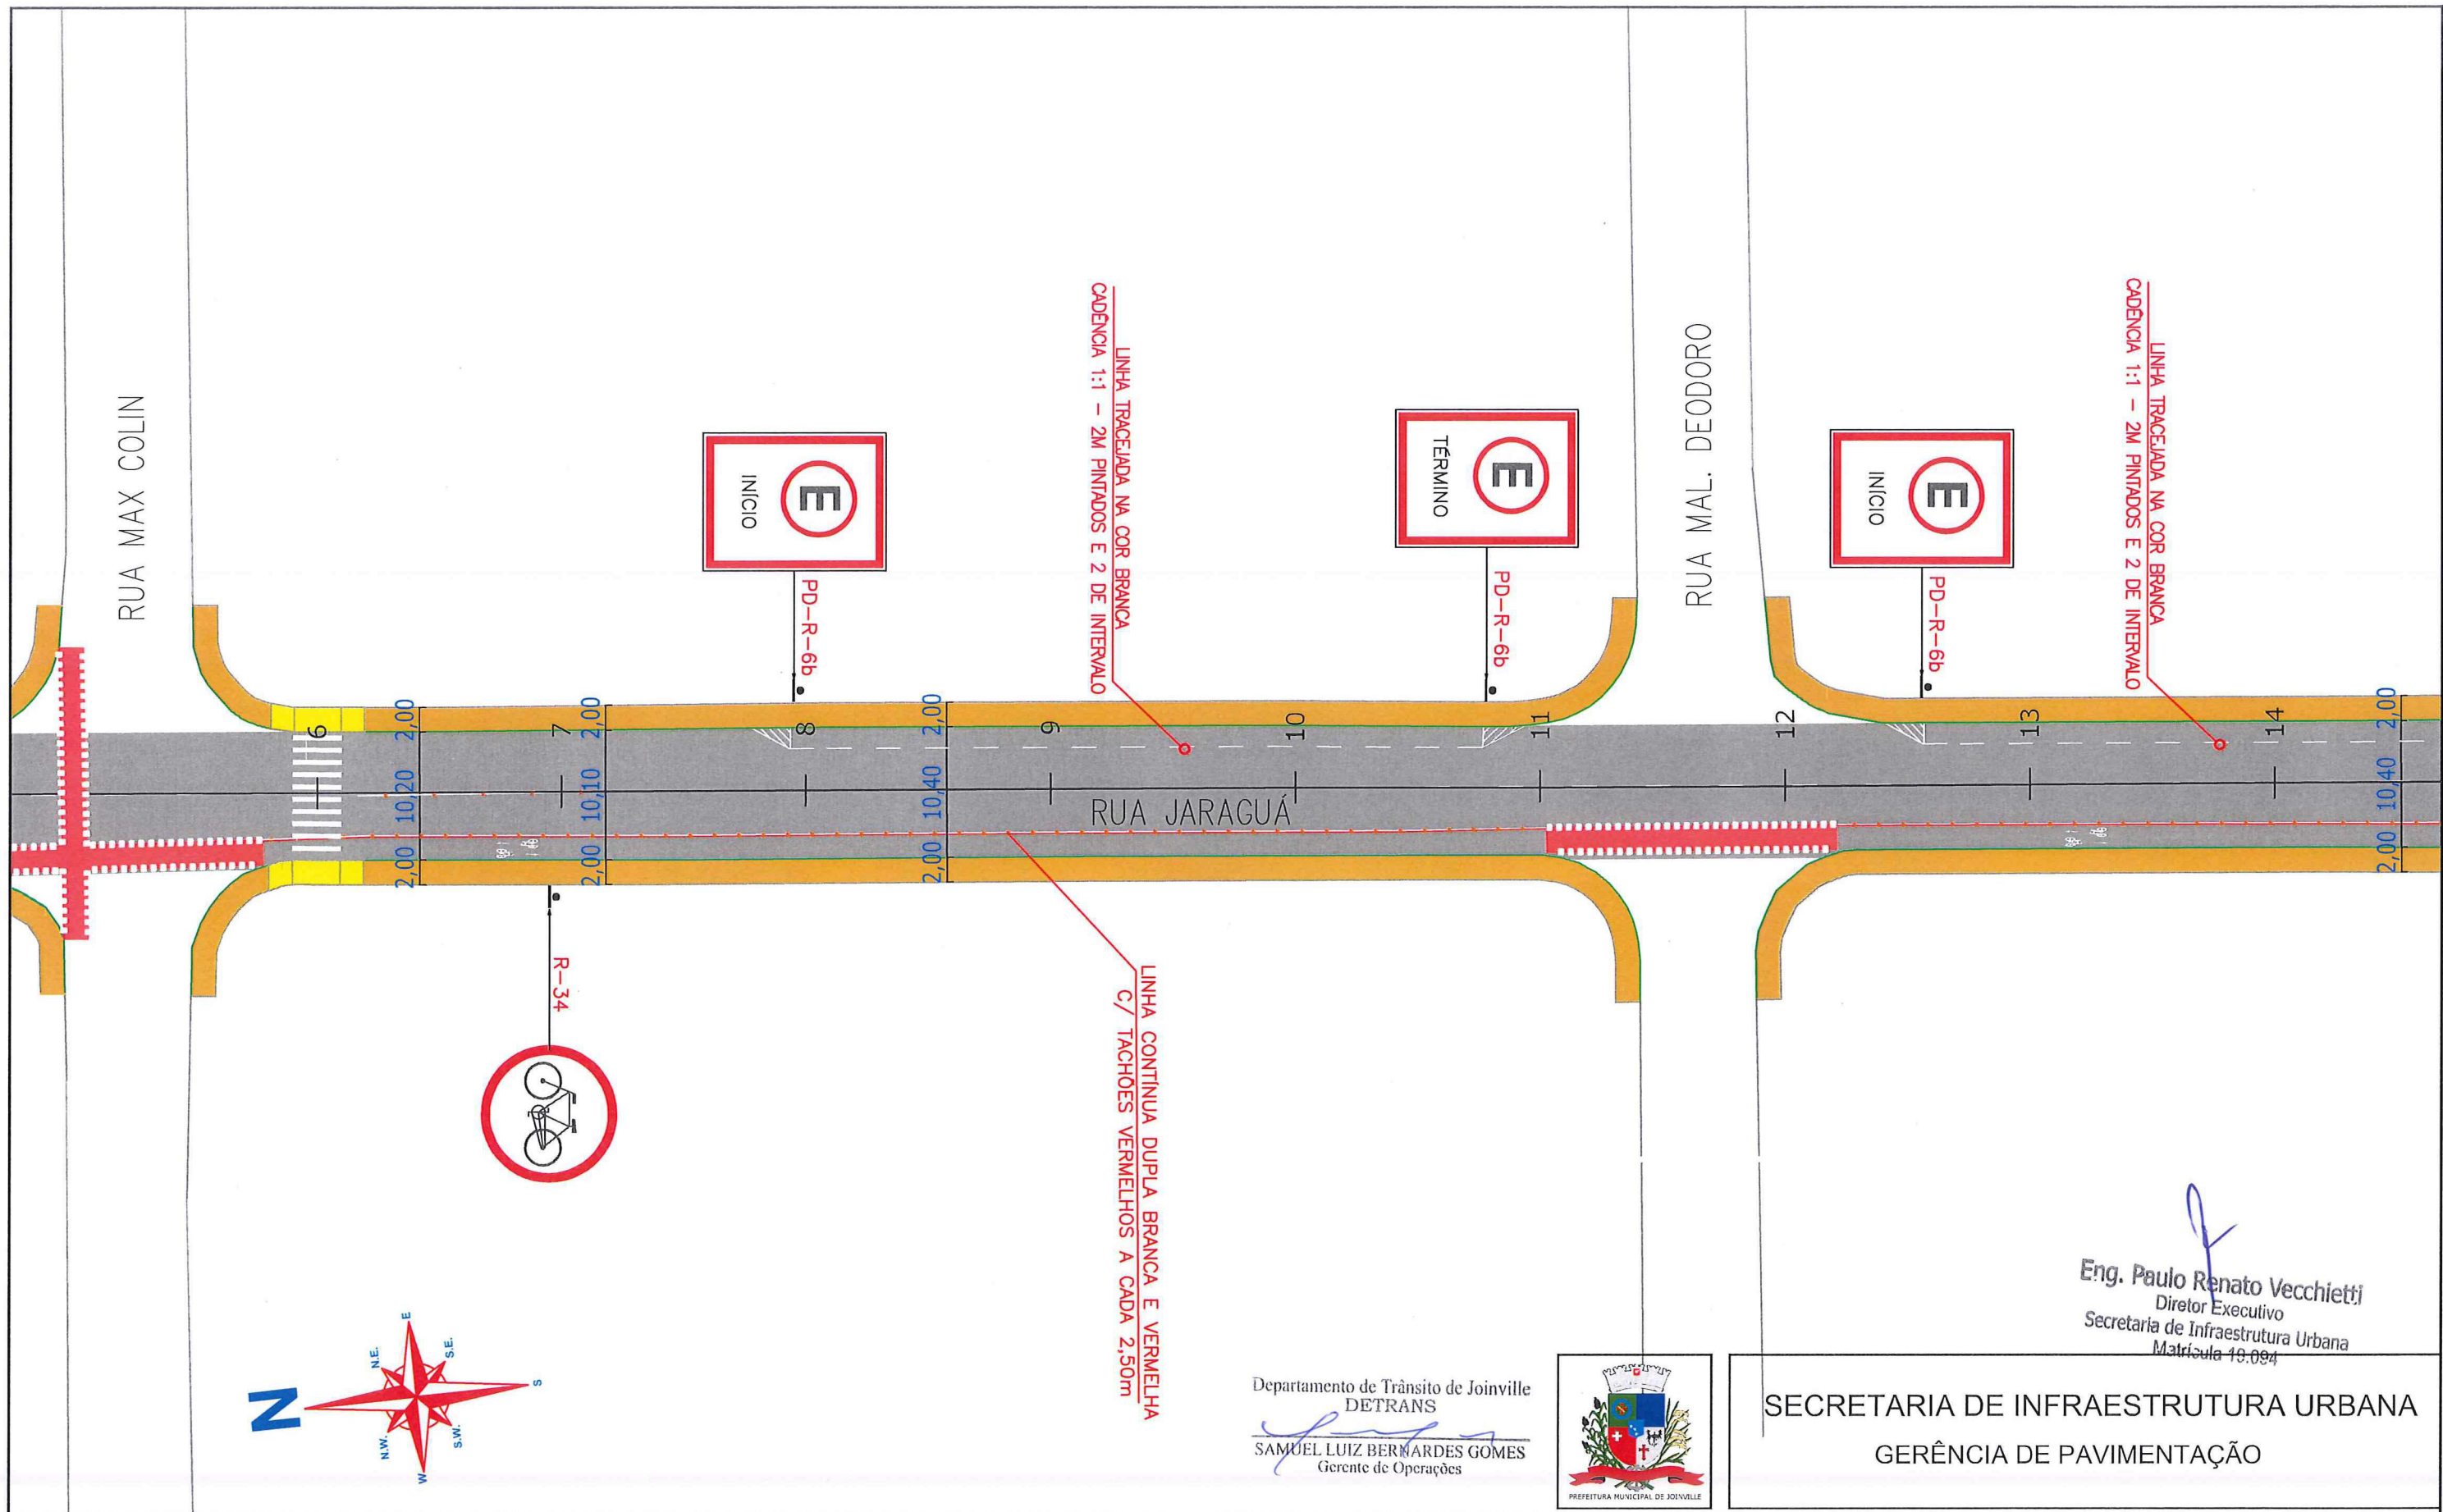 RUA MAX COLIN
E
INÍCIO
PD-R-6b
LINHA TRACEJADA NA COR BRANCA
CADÊNCIA 1:1 - 2M PINTADOS E 2 DE INTERVALO
E
TÉRMINO
PD-R-6b
RUA MAL. DEODORO
E
INÍCIO
PD-R-6b
LINHA TRACEJADA NA COR BRANCA
CADÊNCIA 1:1 - 2M PINTADOS E 2 DE INTERVALO
6
7
8
9
10
11
12
13
14
2,00
10,20
2,00
2,00
10,10
2,00
2,00
10,40
2,00
2,00
10,40
2,00
RUA JARAGUÁ
R-34
LINHA CONTÍNUA DUPLA BRANCA E VERMELHA
C/ TACHÕES VERMELHOS A CADA 2,50m
N
N.E.
E
S.E.
S
S.W.
W
N.W.
Departamento de Trânsito de Joinville
DETRANS
SAMUEL LUIZ BERNARDES GOMES
Gerente de Operações
PREFEITURA MUNICIPAL DE JOINVILLE
Eng. Paulo Renato Vecchietti
Diretor Executivo
Secretaria de Infraestrutura Urbana
Matrícula 19.094
SECRETARIA DE INFRAESTRUTURA URBANA
GERÊNCIA DE PAVIMENTAÇÃO